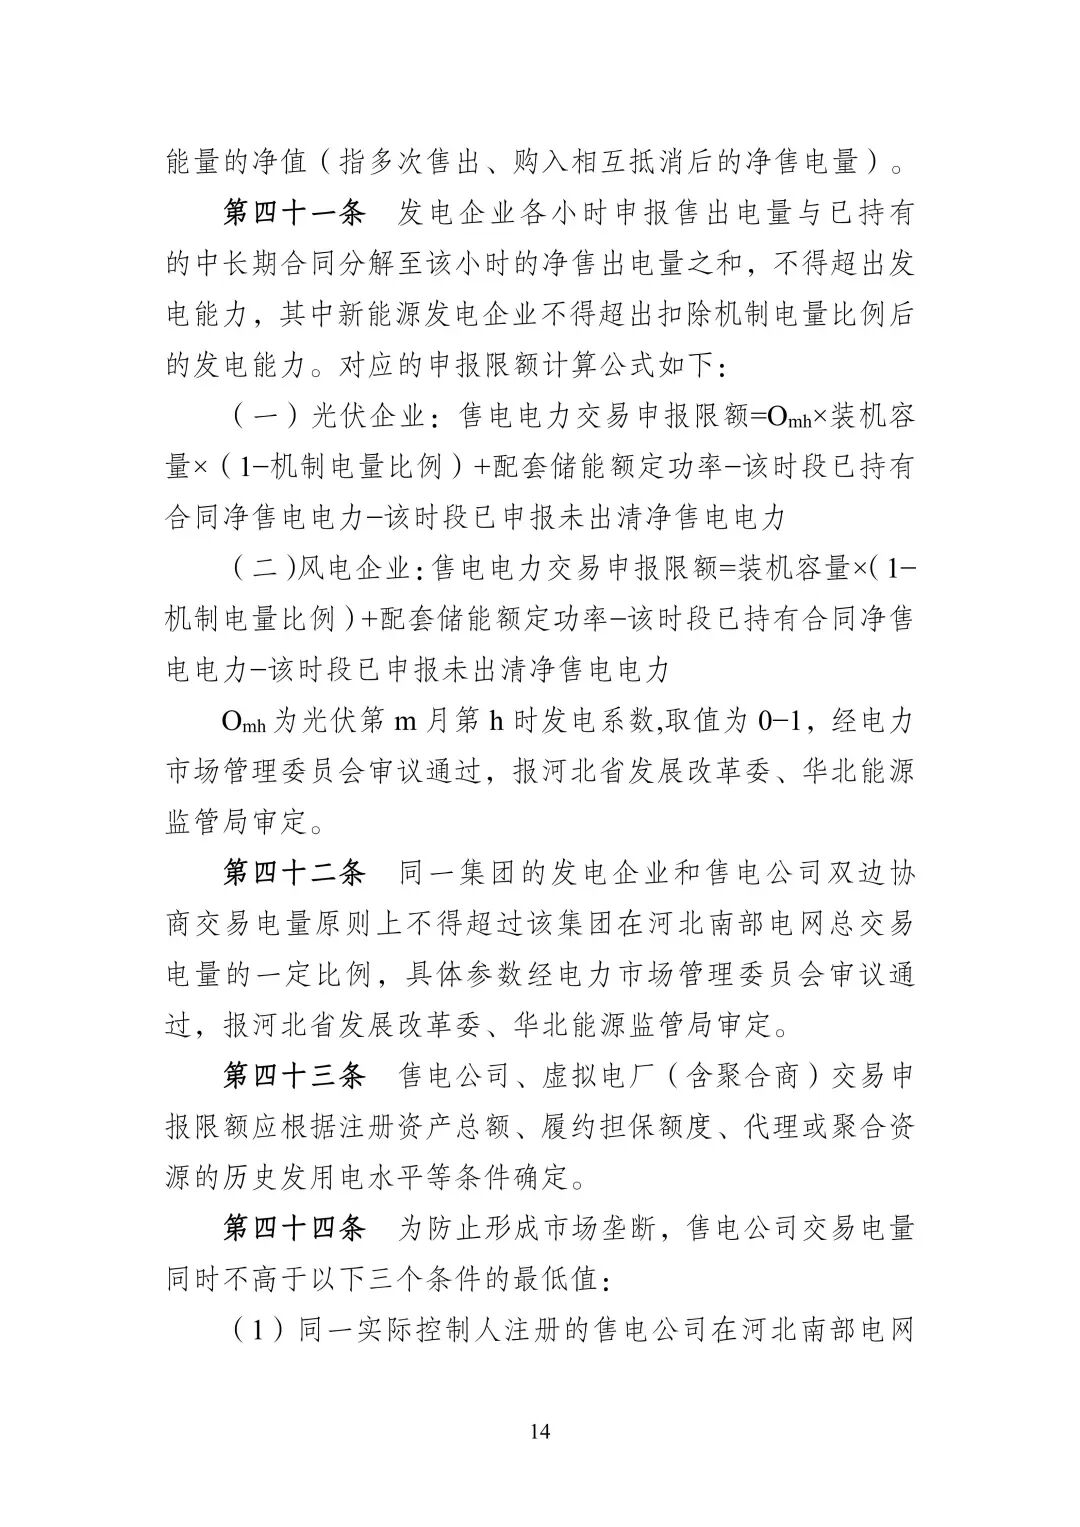 能量的净值（指多次售出、购入相互抵消后的净售电量）。
第四十一条　发电企业各小时申报售出电量与已持有
的中长期合同分解至该小时的净售出电量之和，不得超出发
电能力，其中新能源发电企业不得超出扣除机制电量比例后
的发电能力。对应的申报限额计算公式如下：
（一）光伏企业：售电电力交易申报限额=Omh×装机容
量×（1−机制电量比例）+配套储能额定功率−该时段已持有
合同净售电电力−该时段已申报未出清净售电电力
（二)风电企业：售电电力交易申报限额=装机容量×（1−
机制电量比例）+配套储能额定功率−该时段已持有合同净售
电电力−该时段已申报未出清净售电电力
Omh 为光伏第 m 月第 h 时发电系数,取值为 0−1，经电力
市场管理委员会审议通过，报河北省发展改革委、华北能源
监管局审定。
第四十二条　同一集团的发电企业和售电公司双边协
商交易电量原则上不得超过该集团在河北南部电网总交易
电量的一定比例，具体参数经电力市场管理委员会审议通
过，报河北省发展改革委、华北能源监管局审定。
第四十三条　售电公司、虚拟电厂（含聚合商）交易申
报限额应根据注册资产总额、履约担保额度、代理或聚合资
源的历史发用电水平等条件确定。
第四十四条　为防止形成市场垄断，售电公司交易电量
同时不高于以下三个条件的最低值：
（1）同一实际控制人注册的售电公司在河北南部电网
14